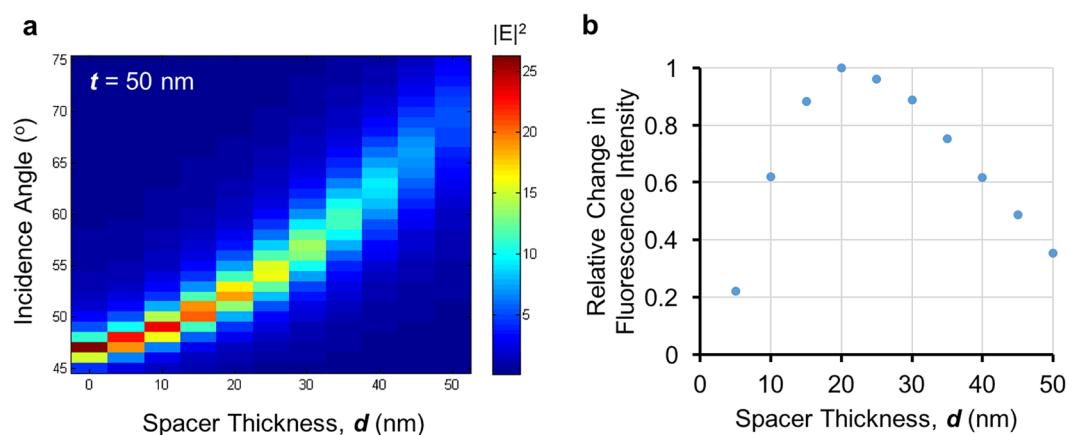 a
|E|²
t = 50 nm
75
70
65
60
55
50
45
Incidence Angle (°)
0 10 20 30 40 50
Spacer Thickness, d (nm)
25
20
15
10
5
b
Relative Change in
Fluorescence Intensity
1
0.8
0.6
0.4
0.2
0
0 10 20 30 40 50
Spacer Thickness, d (nm)